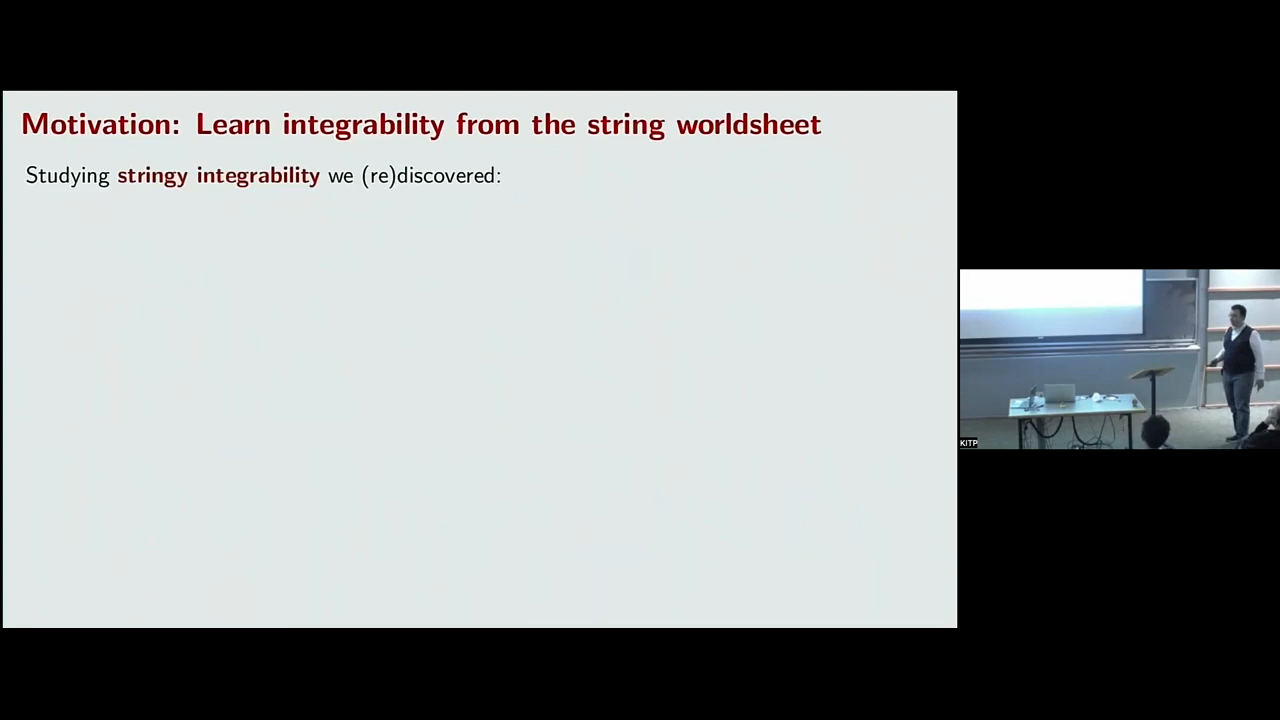 Motivation: Learn integrability from the string worldsheet
Studying stringy integrability we (re)discovered:
KITP